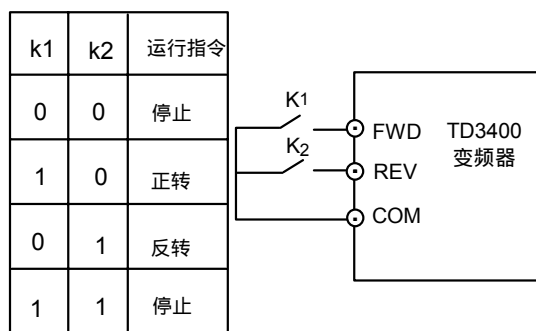 k1 k2 运行指令
0 0 停止
1 0 正转
0 1 反转
1 1 停止
K1
K2
FWD
REV
COM
TD3400
变频器